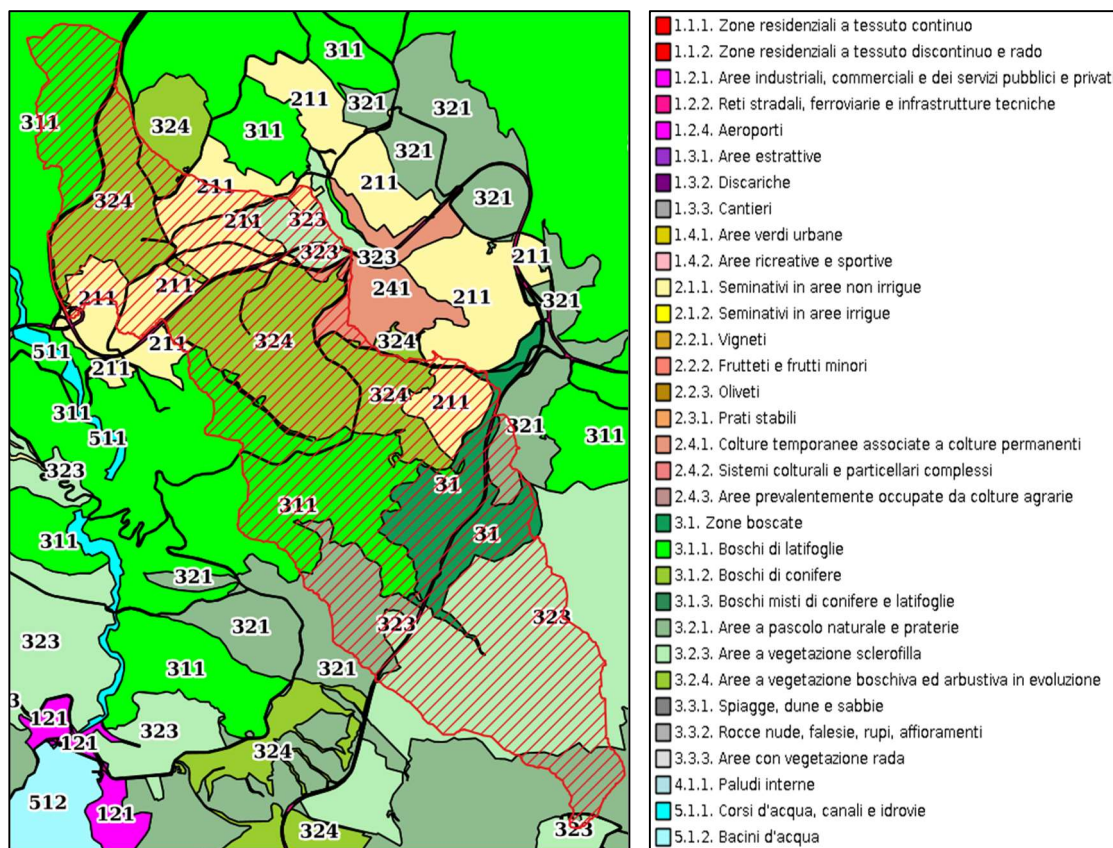 311
311
211
321
321
324
311
321
211
321
211
324
211
323
323
323
211
211
211
241
211
321
511
211
211
324
324
324
211
321
311
311
511
323
311
31
31
311
321
323
323
321
323
311
321
3
121
323
121
324
512
121
324
323
1.1.1. Zone residenziali a tessuto continuo
1.1.2. Zone residenziali a tessuto discontinuo e rado
1.2.1. Aree industriali, commerciali e dei servizi pubblici e privati
1.2.2. Reti stradali, ferroviarie e infrastrutture tecniche
1.2.4. Aeroporti
1.3.1. Aree estrattive
1.3.2. Discariche
1.3.3. Cantieri
1.4.1. Aree verdi urbane
1.4.2. Aree ricreative e sportive
2.1.1. Seminativi in aree non irrigue
2.1.2. Seminativi in aree irrigue
2.2.1. Vigneti
2.2.2. Frutteti e frutti minori
2.2.3. Oliveti
2.3.1. Prati stabili
2.4.1. Colture temporanee associate a colture permanenti
2.4.2. Sistemi colturali e particellari complessi
2.4.3. Aree prevalentemente occupate da colture agrarie
3.1. Zone boscate
3.1.1. Boschi di latifoglie
3.1.2. Boschi di conifere
3.1.3. Boschi misti di conifere e latifoglie
3.2.1. Aree a pascolo naturale e praterie
3.2.3. Aree a vegetazione sclerofilla
3.2.4. Aree a vegetazione boschiva ed arbustiva in evoluzione
3.3.1. Spiagge, dune e sabbie
3.3.2. Rocce nude, falesie, rupi, affioramenti
3.3.3. Aree con vegetazione rada
4.1.1. Paludi interne
5.1.1. Corsi d'acqua, canali e idrovie
5.1.2. Bacini d'acqua